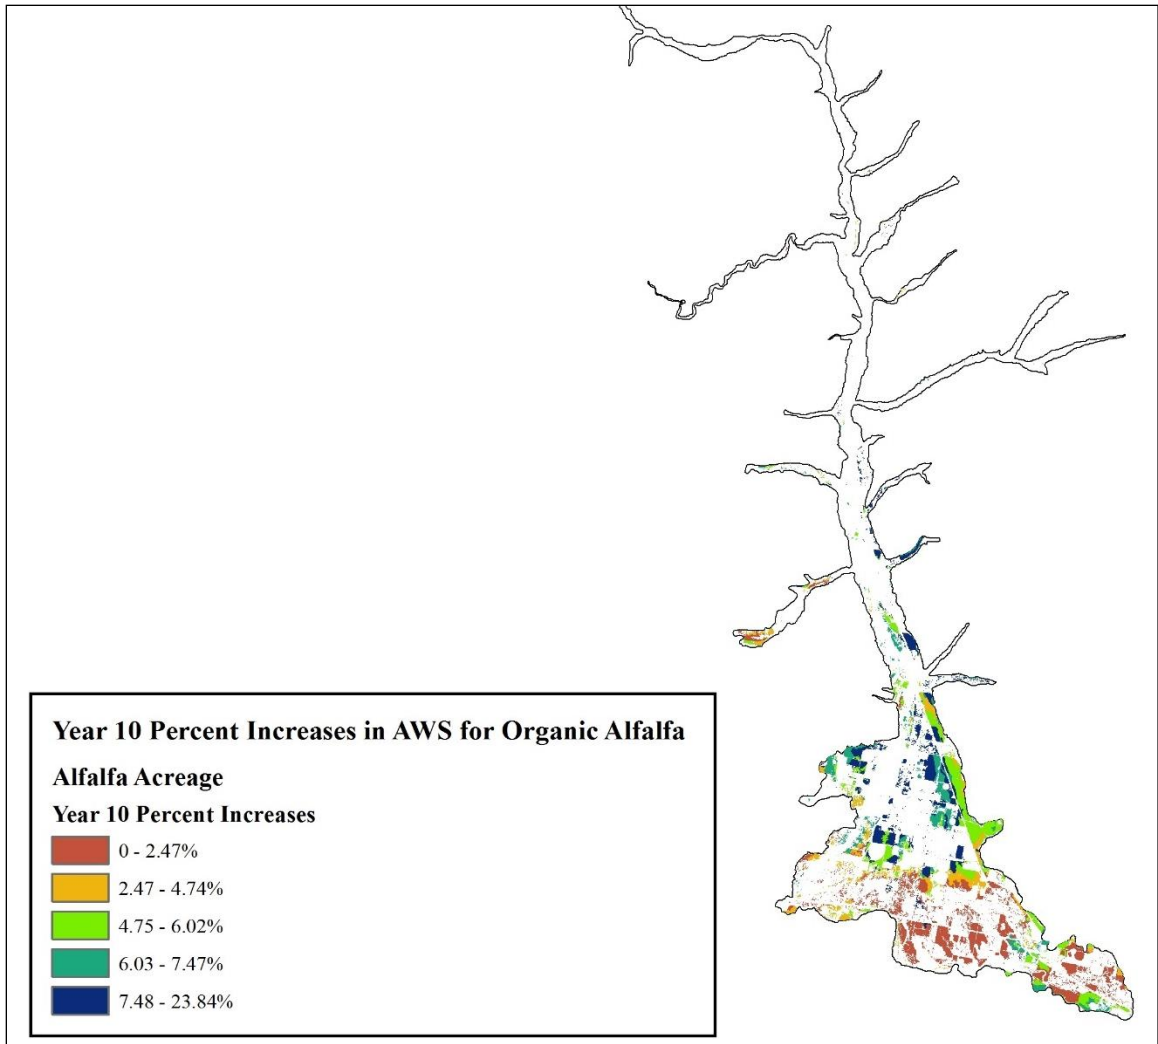 Year 10 Percent Increases in AWS for Organic Alfalfa
Alfalfa Acreage
Year 10 Percent Increases
0 - 2.47%
2.47 - 4.74%
4.75 - 6.02%
6.03 - 7.47%
7.48 - 23.84%